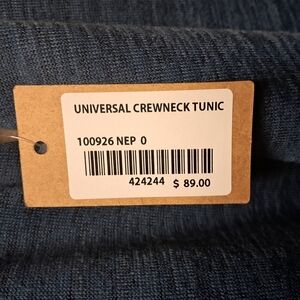 UNIVERSAL CREWNECK TUNIC
100926 NEP 0
424244 $ 89.00